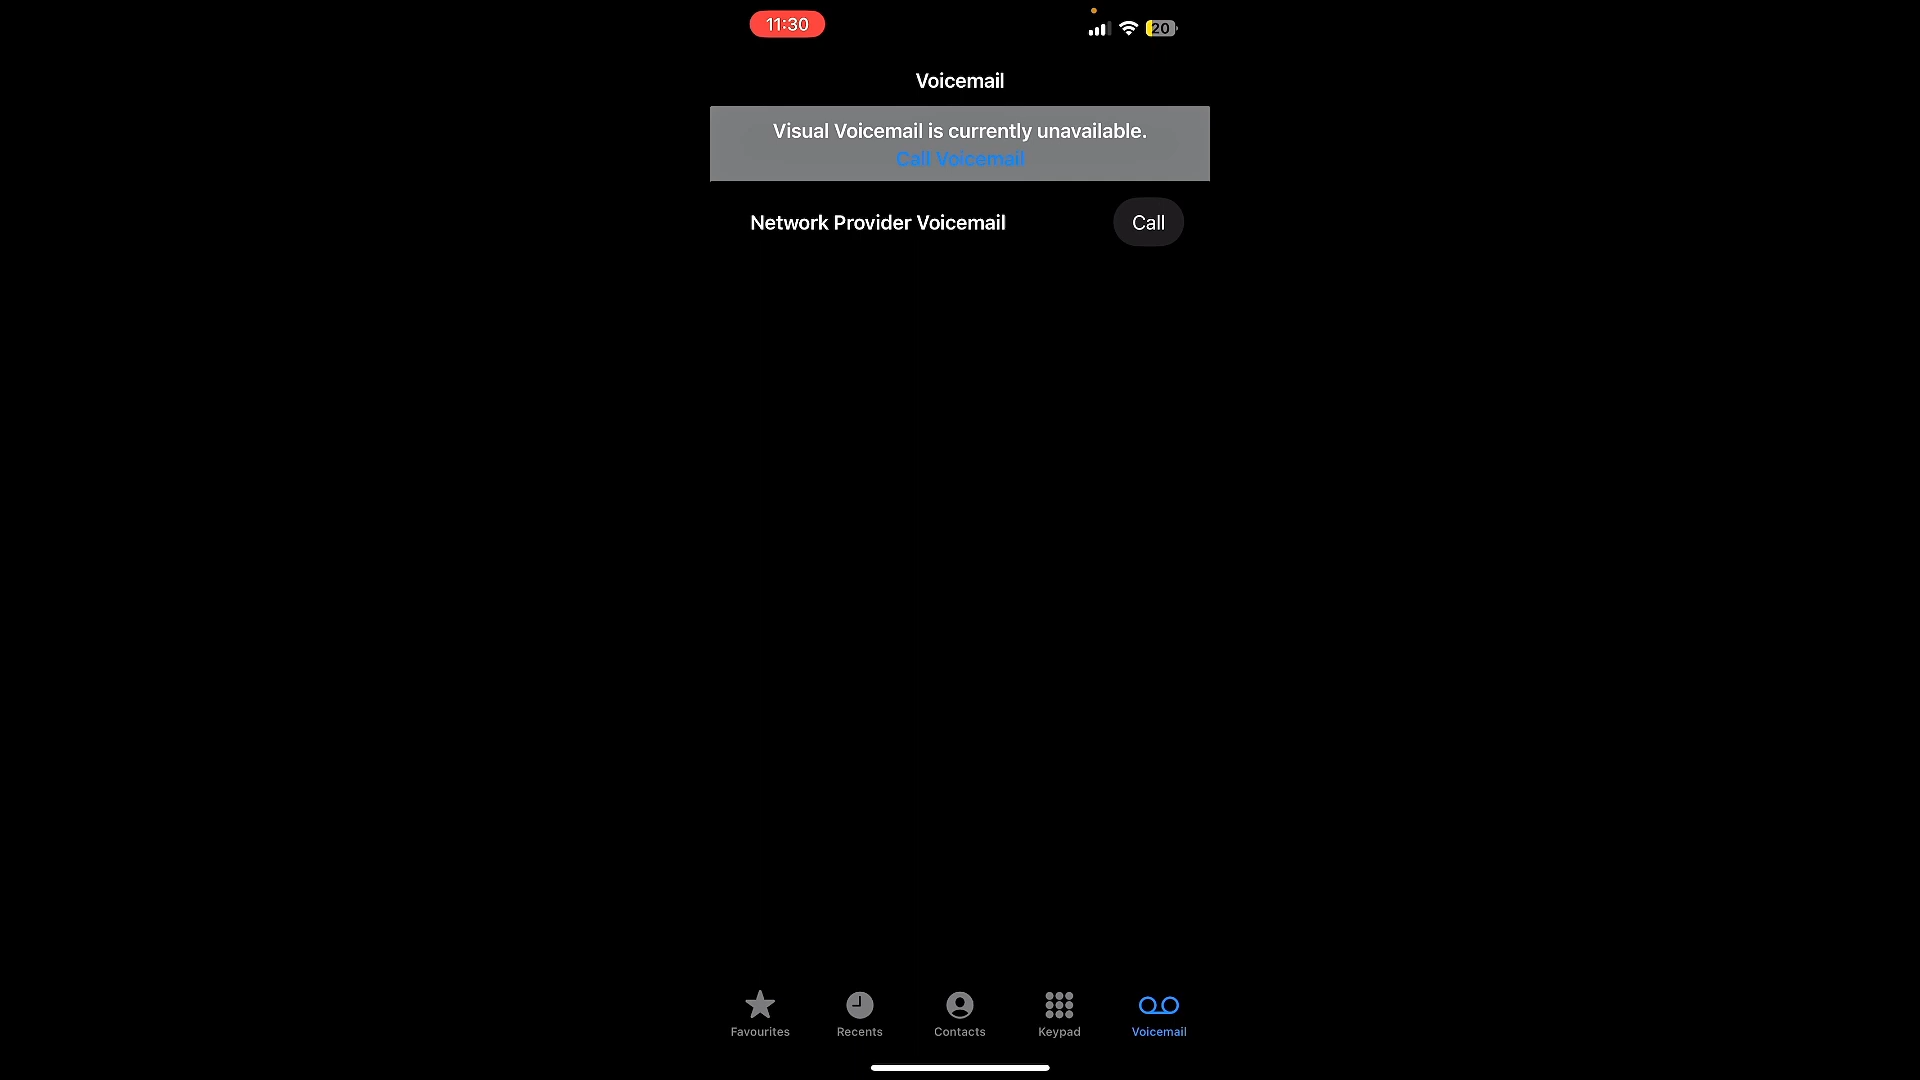 11:30
20
Voicemail
Visual Voicemail is currently unavailable.
Call Voicemail
Network Provider Voicemail
Call
Favourites
Recents
Contacts
Keypad
Voicemail